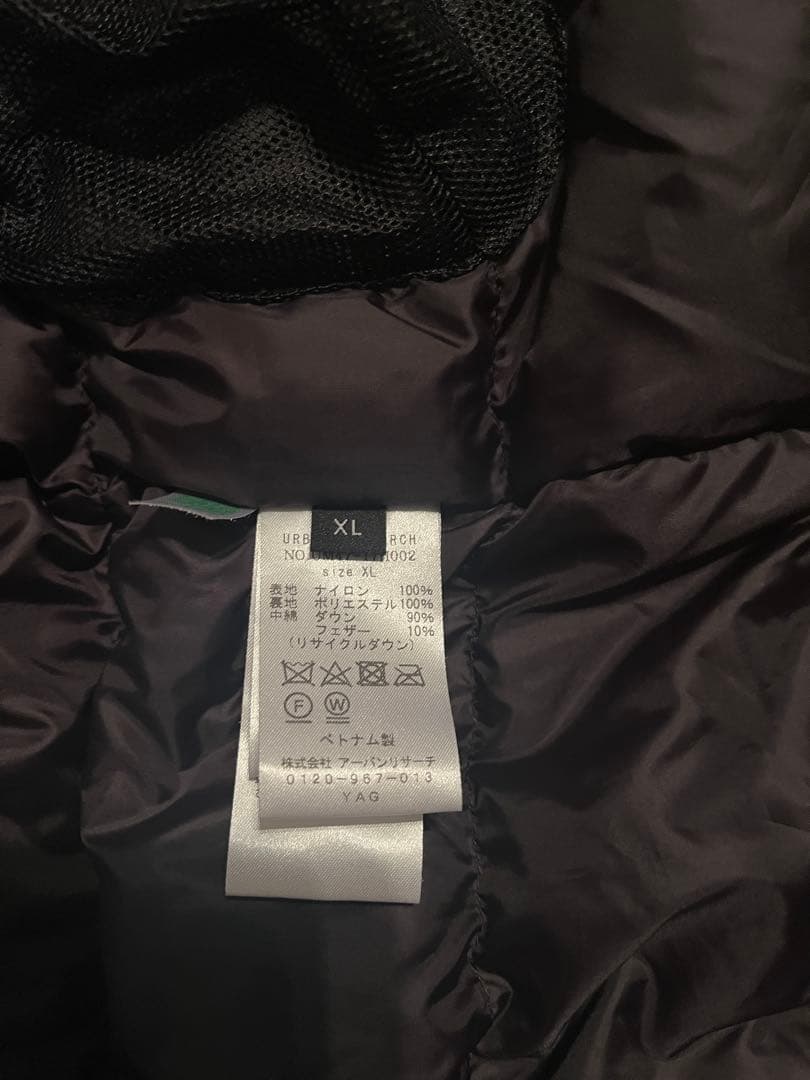 XL
URB RCH
SIZE XL
表地 ナイロン 100%
裏地 ポリエステル 100%
中綿 ダウン 90%
フェザー 10%
(リサイクルダウン)
F W
ベトナム製
株式会社 アーバンリサーチ
0120-967-013
YAG